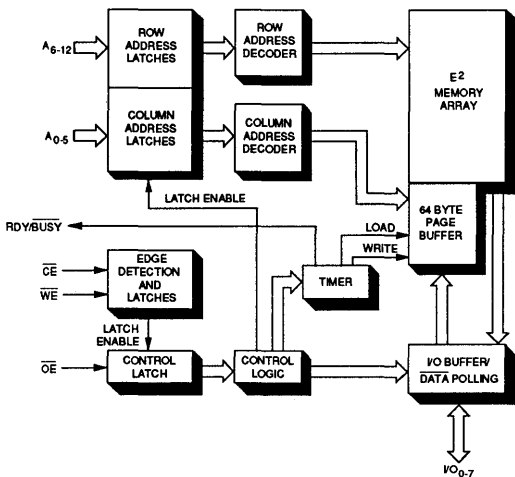 A6-12
ROW
ADDRESS
LATCHES
ROW
ADDRESS
DECODER
E2
MEMORY
ARRAY
A0-5
COLUMN
ADDRESS
LATCHES
COLUMN
ADDRESS
DECODER
LATCH ENABLE
64 BYTE
PAGE
BUFFER
RDY/BUSY
LOAD
WRITE
CE
WE
EDGE
DETECTION
AND
LATCHES
TIMER
LATCH
ENABLE
OE
CONTROL
LATCH
CONTROL
LOGIC
I/O BUFFER/
DATA POLLING
I/O0-7